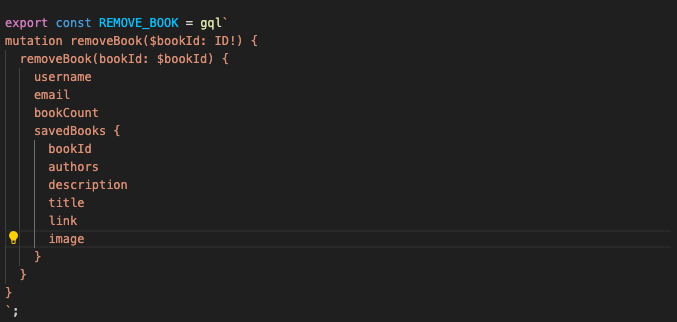 export const REMOVE_BOOK = gql`
mutation removeBook($bookId: ID!) {
  removeBook(bookId: $bookId) {
    username
    email
    bookCount
    savedBooks {
      bookId
      authors
      description
      title
      link
      image
    }
  }
}
`;